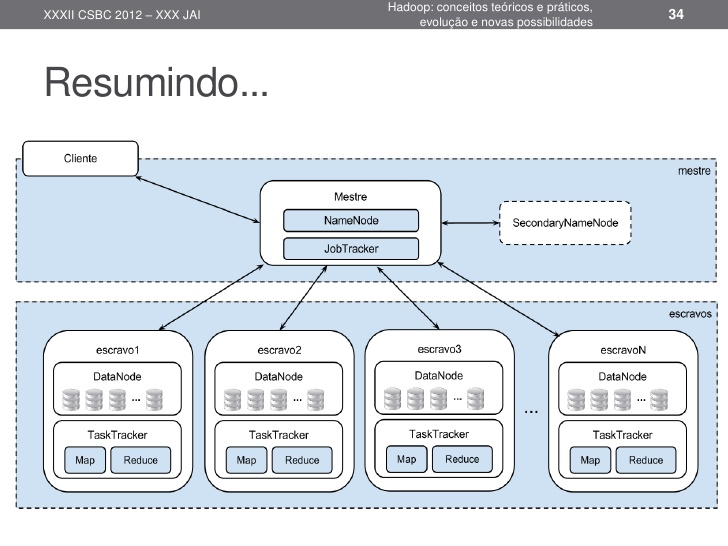 XXXII CSBC 2012 – XXX JAI
Hadoop: conceitos teóricos e práticos,
evolução e novas possibilidades
34
Resumindo...
Cliente
mestre
Mestre
NameNode
JobTracker
SecondaryNameNode
escravos
escravo1
DataNode
...
TaskTracker
Map
Reduce
escravo2
DataNode
...
TaskTracker
Map
Reduce
escravo3
DataNode
...
TaskTracker
Map
Reduce
...
escravoN
DataNode
...
TaskTracker
Map
Reduce